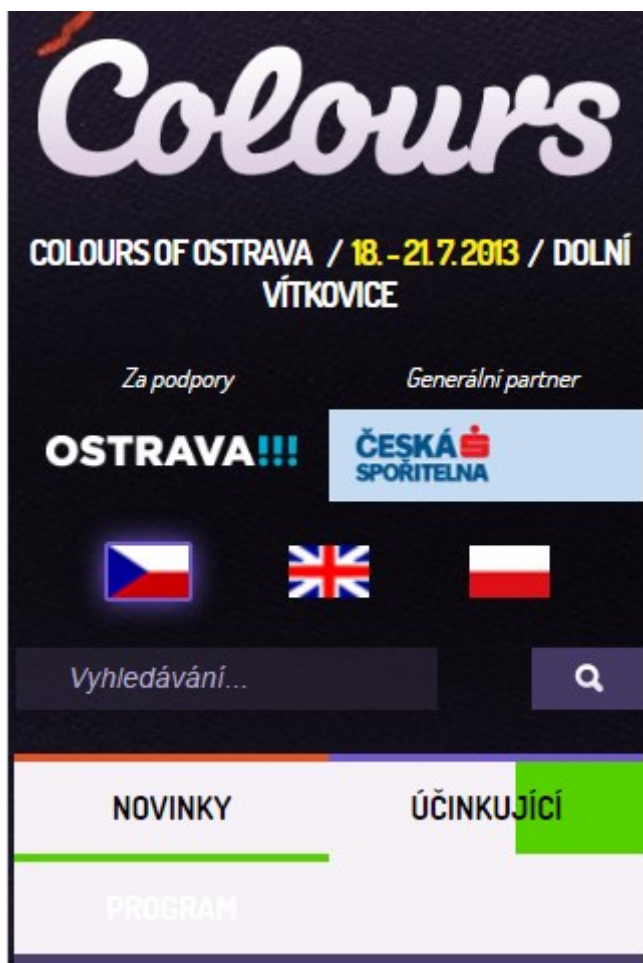 Colours
COLOURS OF OSTRAVA / 18. - 21. 7. 2013 / DOLNÍ
VÍTKOVICE
Za podpory Generální partner
OSTRAVA!!! ČESKÁ
SPOŘITELNA
Vyhledávání...
NOVINKY ÚČINKUJÍCÍ
PROGRAM